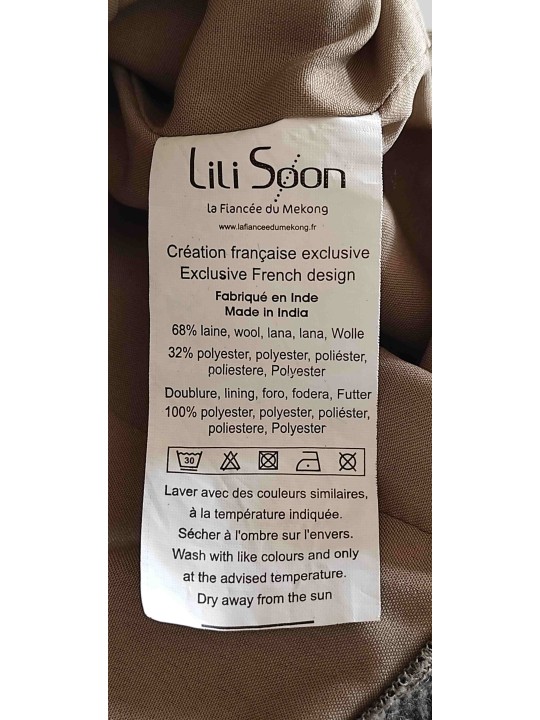 LiLi Soon
La Fiancée du Mekong
www.lafianceedumekong.fr
Création française exclusive
Exclusive French design
Fabriqué en Inde
Made in India
68% laine, wool, lana, lana, Wolle
32% polyester, polyester, poliéster,
poliestere, Polyester
Doublure, lining, foro, fodera, Futter
100% polyester, polyester, poliéster,
poliestere, Polyester
30
Laver avec des couleurs similaires,
à la température indiquée.
Sécher à l'ombre sur l'envers.
Wash with like colours and only
at the advised temperature.
Dry away from the sun